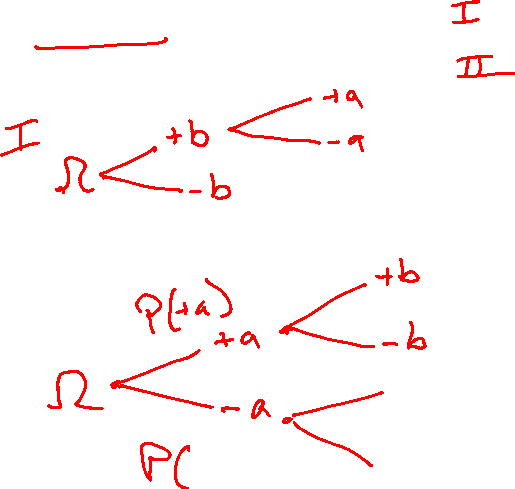 I
II
+a
I +b -a
Ω -b
+b
P(+a)
+a -b
Ω -a
P(